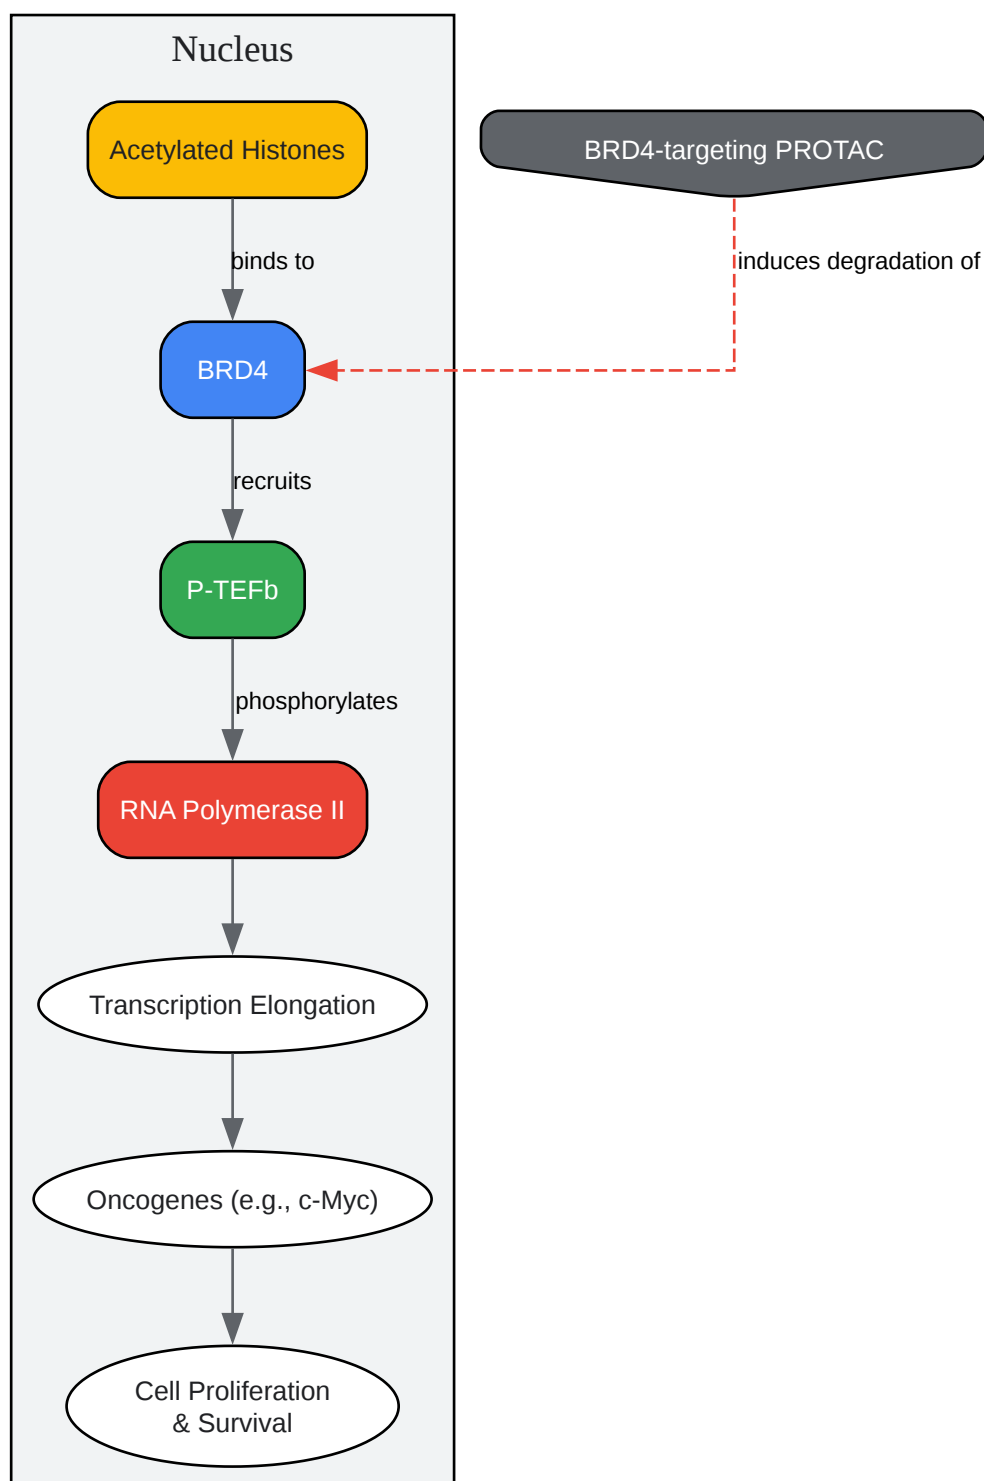 Nucleus
Acetylated Histones
BRD4-targeting PROTAC
binds to
induces degradation of
BRD4
recruits
P-TEFb
phosphorylates
RNA Polymerase II
Transcription Elongation
Oncogenes (e.g., c-Myc)
Cell Proliferation
& Survival